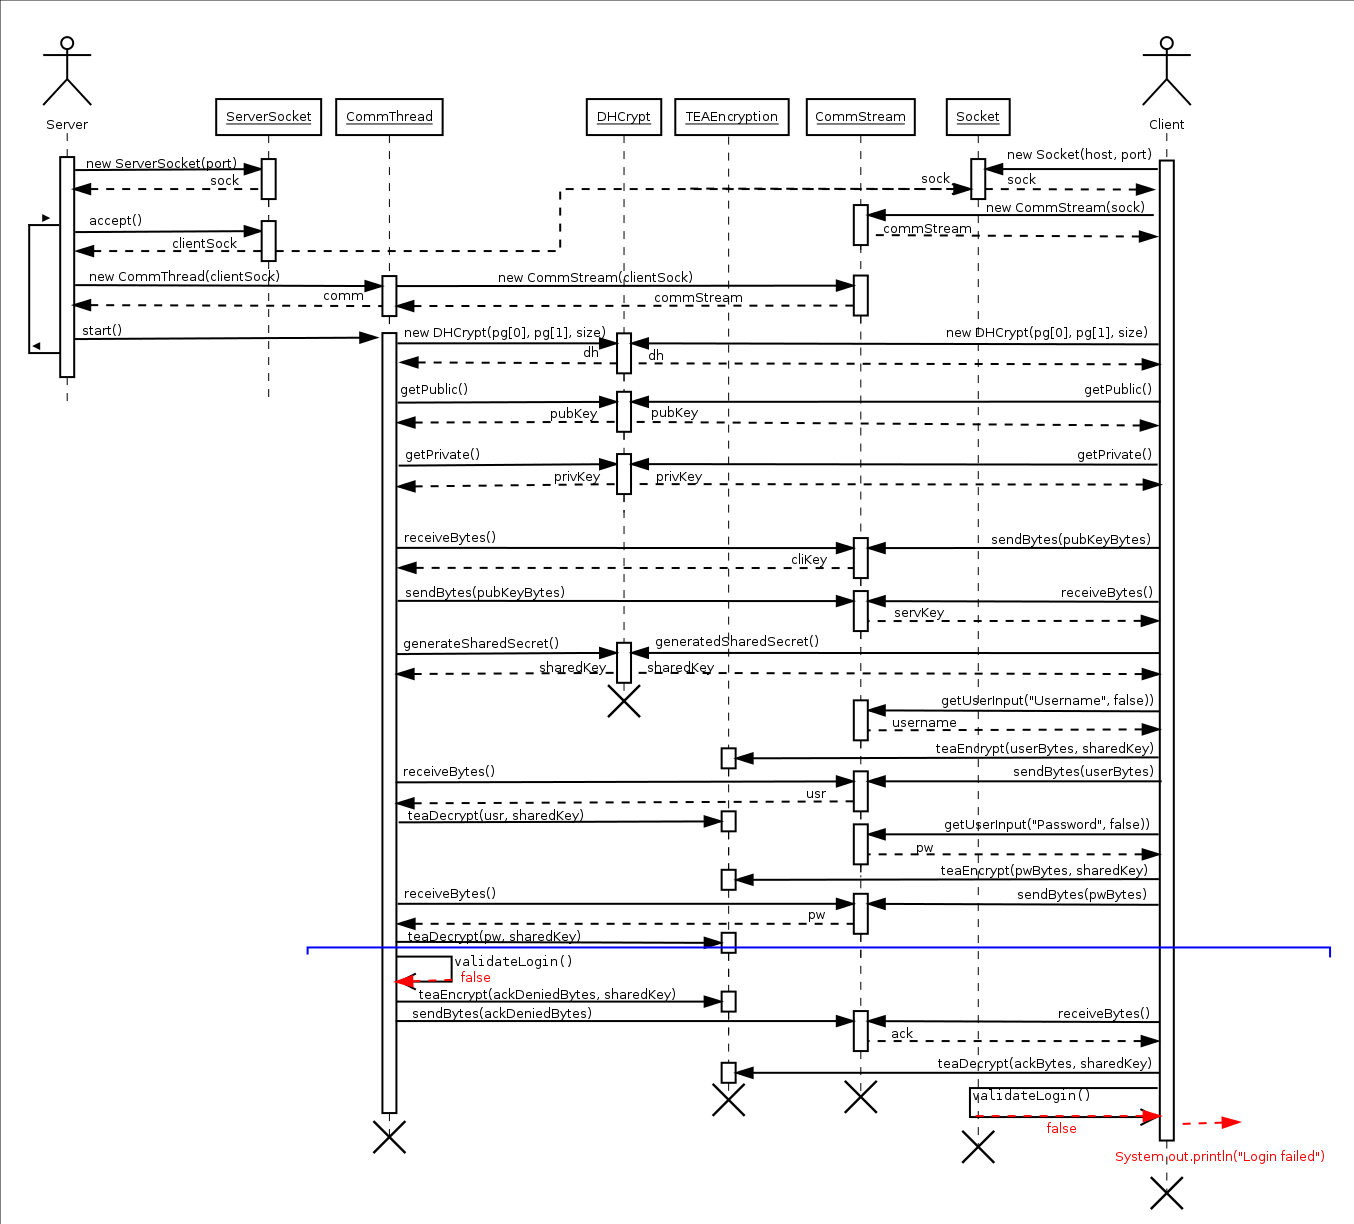 Server
Client
ServerSocket
CommThread
DHCrypt
TEAEncryption
CommStream
Socket
new ServerSocket(port)
new Socket(host, port)
sock
sock
sock
accept()
new CommStream(sock)
clientSock
commStream
new CommThread(clientSock)
new CommStream(clientSock)
comm
commStream
start()
new DHCrypt(pg[0], pg[1], size)
new DHCrypt(pg[0], pg[1], size)
dh
dh
getPublic()
getPublic()
pubKey
pubKey
getPrivate()
getPrivate()
privKey
privKey
receiveBytes()
sendBytes(pubKeyBytes)
cliKey
sendBytes(pubKeyBytes)
receiveBytes()
servKey
generateSharedSecret()
generatedSharedSecret()
sharedKey
sharedKey
getUserInput("Username", false))
username
teaEncrypt(userBytes, sharedKey)
receiveBytes()
sendBytes(userBytes)
usr
teaDecrypt(usr, sharedKey)
getUserInput("Password", false))
pw
teaEncrypt(pwBytes, sharedKey)
receiveBytes()
sendBytes(pwBytes)
pw
teaDecrypt(pw, sharedKey)
validateLogin()
false
teaEncrypt(ackDeniedBytes, sharedKey)
sendBytes(ackDeniedBytes)
receiveBytes()
ack
teaDecrypt(ackBytes, sharedKey)
validateLogin()
false
System.out.println("Login failed")